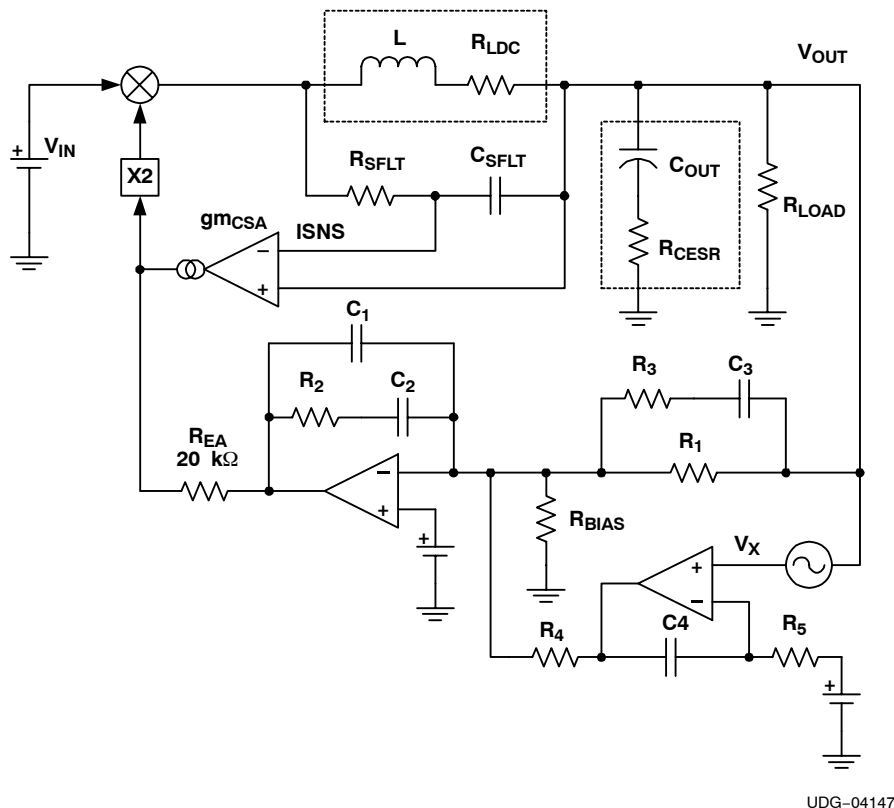 L
R_LDC
V_OUT
+
V_IN
X2
R_SFLT
C_SFLT
C_OUT
R_LOAD
gm_CSA
ISNS
−
+
R_CESR
C_1
R_2
C_2
R_3
C_3
R_1
R_EA
20 kΩ
−
+
+
R_BIAS
V_X
+
−
R_4
C4
R_5
+
UDG−04147